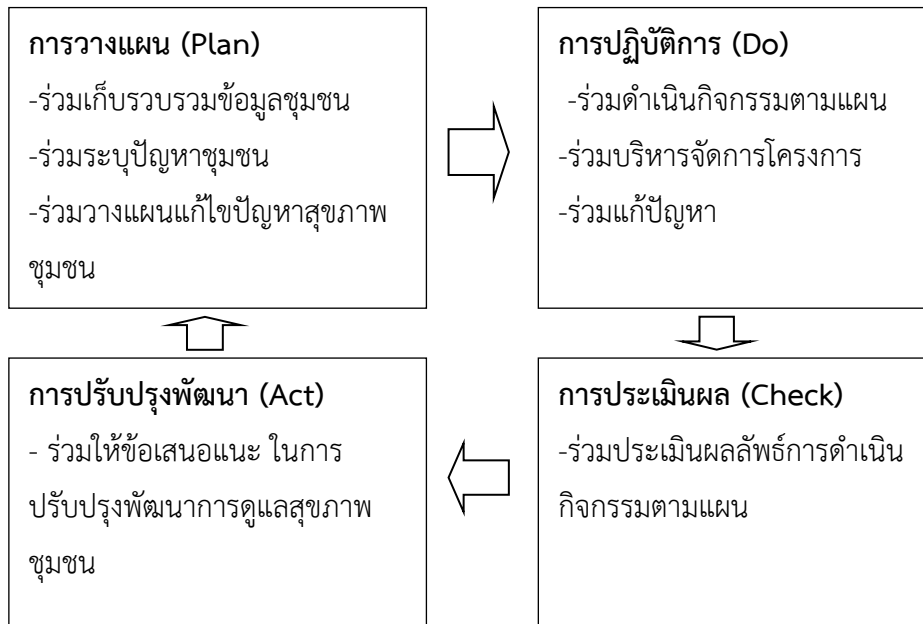 การวางแผน (Plan)
-ร่วมเก็บรวบรวมข้อมูลชุมชน
-ร่วมระบุปัญหาชุมชน
-ร่วมวางแผนแก้ไขปัญหาสุขภาพ
ชุมชน
การปฏิบัติการ (Do)
-ร่วมดำเนินกิจกรรมตามแผน
-ร่วมบริหารจัดการโครงการ
-ร่วมแก้ปัญหา
การประเมินผล (Check)
-ร่วมประเมินผลลัพธ์การดำเนิน
กิจกรรมตามแผน
การปรับปรุงพัฒนา (Act)
- ร่วมให้ข้อเสนอแนะ ในการ
ปรับปรุงพัฒนาการดูแลสุขภาพ
ชุมชน